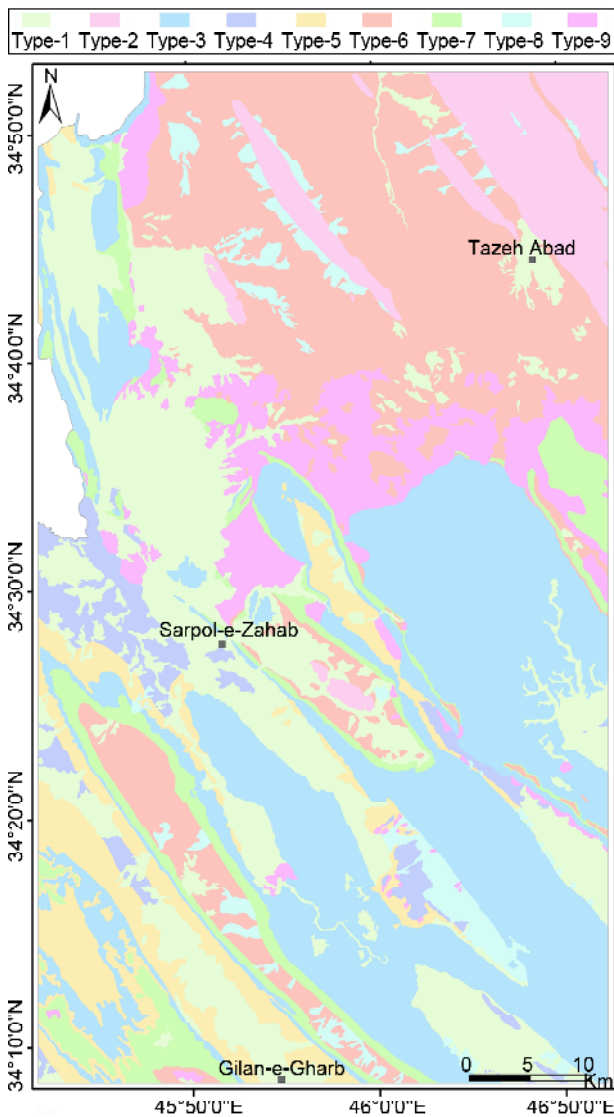 Type-1 Type-2 Type-3 Type-4 Type-5 Type-6 Type-7 Type-8 Type-9
N
34°50'0"N
Tazeh Abad
34°40'0"N
34°30'0"N
Sarpol-e-Zahab
34°20'0"N
34°10'0"N
Gilan-e-Gharb
0 5 10
Km
45°50'0"E 46°0'0"E 46°50'0"E